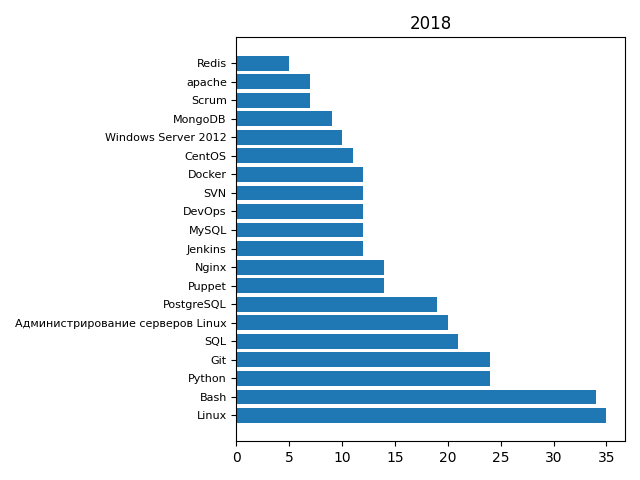 2018
Redis
apache
Scrum
MongoDB
Windows Server 2012
CentOS
Docker
SVN
DevOps
MySQL
Jenkins
Nginx
Puppet
PostgreSQL
Администрирование серверов Linux
SQL
Git
Python
Bash
Linux
0 5 10 15 20 25 30 35